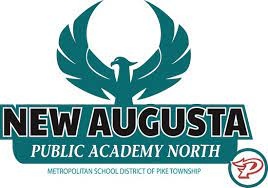 NEW AUGUSTA
PUBLIC ACADEMY NORTH
METROPOLITAN SCHOOL DISTRICT OF PIKE TOWNSHIP
P